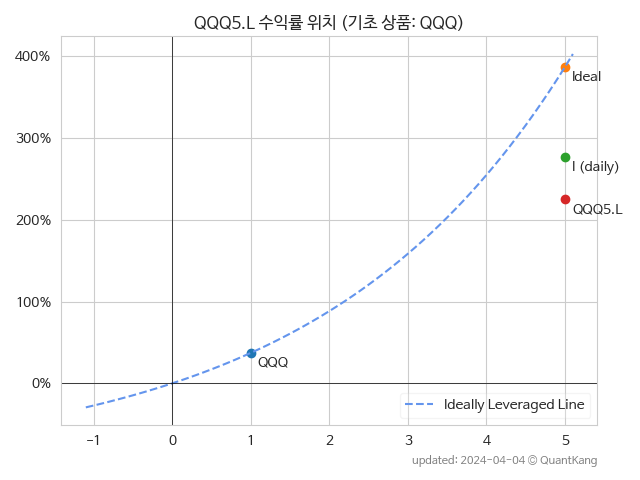 QQQ5.L 수익률 위치 (기초 상품: QQQ)
400%
Ideal
300%
I (daily)
QQQ5.L
200%
100%
QQQ
0%
Ideally Leveraged Line
−1 0 1 2 3 4 5
updated: 2024-04-04 © QuantKang